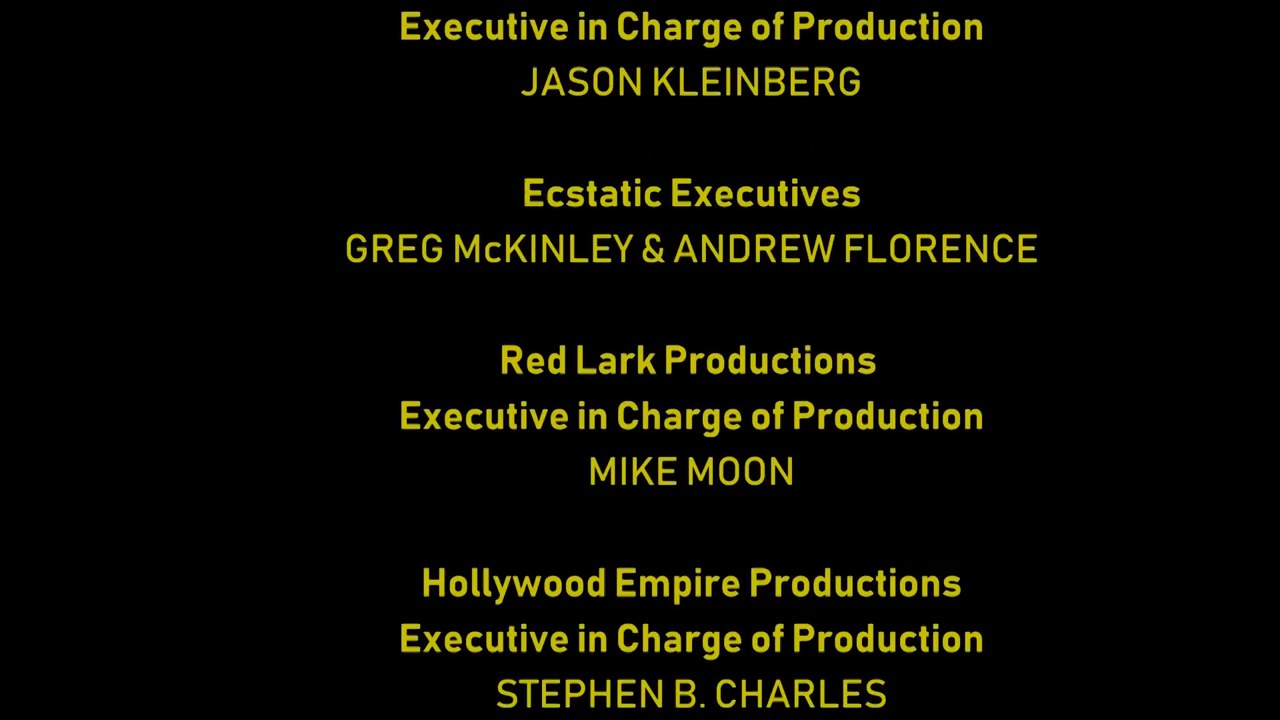 Executive in Charge of Production
JASON KLEINBERG
Ecstatic Executives
GREG McKINLEY & ANDREW FLORENCE
Red Lark Productions
Executive in Charge of Production
MIKE MOON
Hollywood Empire Productions
Executive in Charge of Production
STEPHEN B. CHARLES